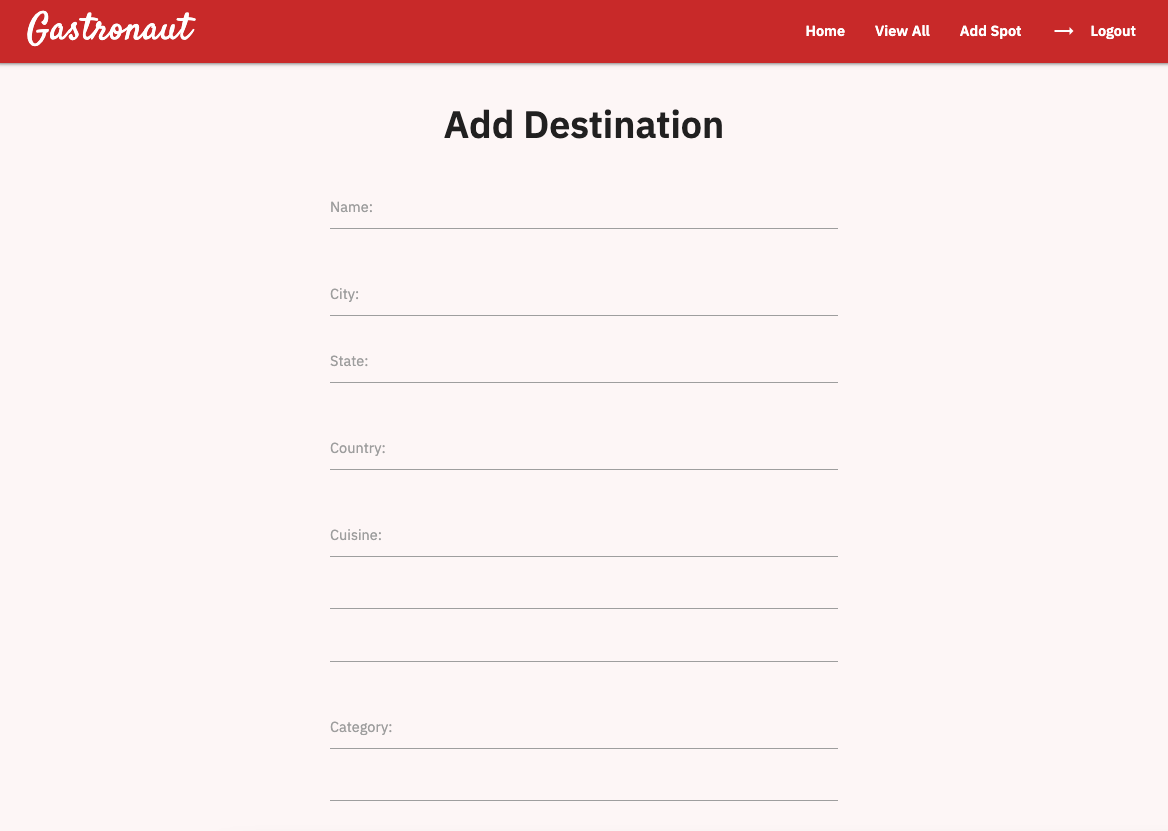 Gastronaut
Home View All Add Spot ⟶ Logout
Add Destination
Name:
City:
State:
Country:
Cuisine:
Category: